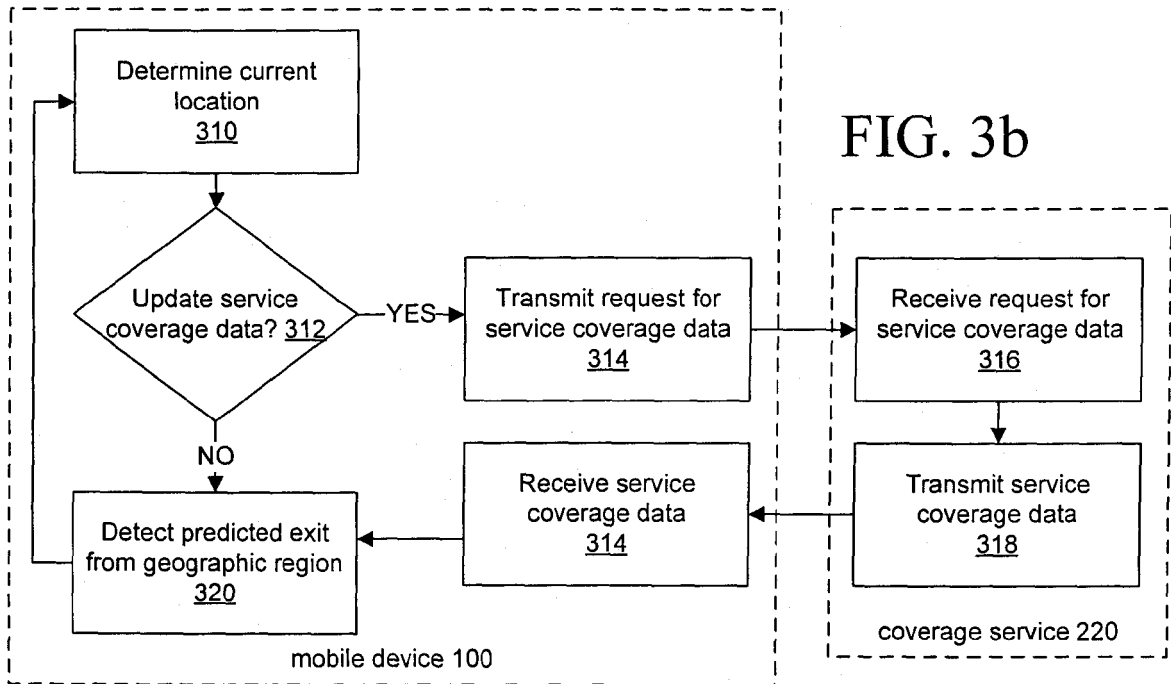 Determine current
location
310
FIG. 3b
Update service
coverage data? 312
YES
Transmit request for
service coverage data
314
Receive request for
service coverage data
316
NO
Receive service
coverage data
314
Transmit service
coverage data
318
Detect predicted exit
from geographic region
320
coverage service 220
mobile device 100